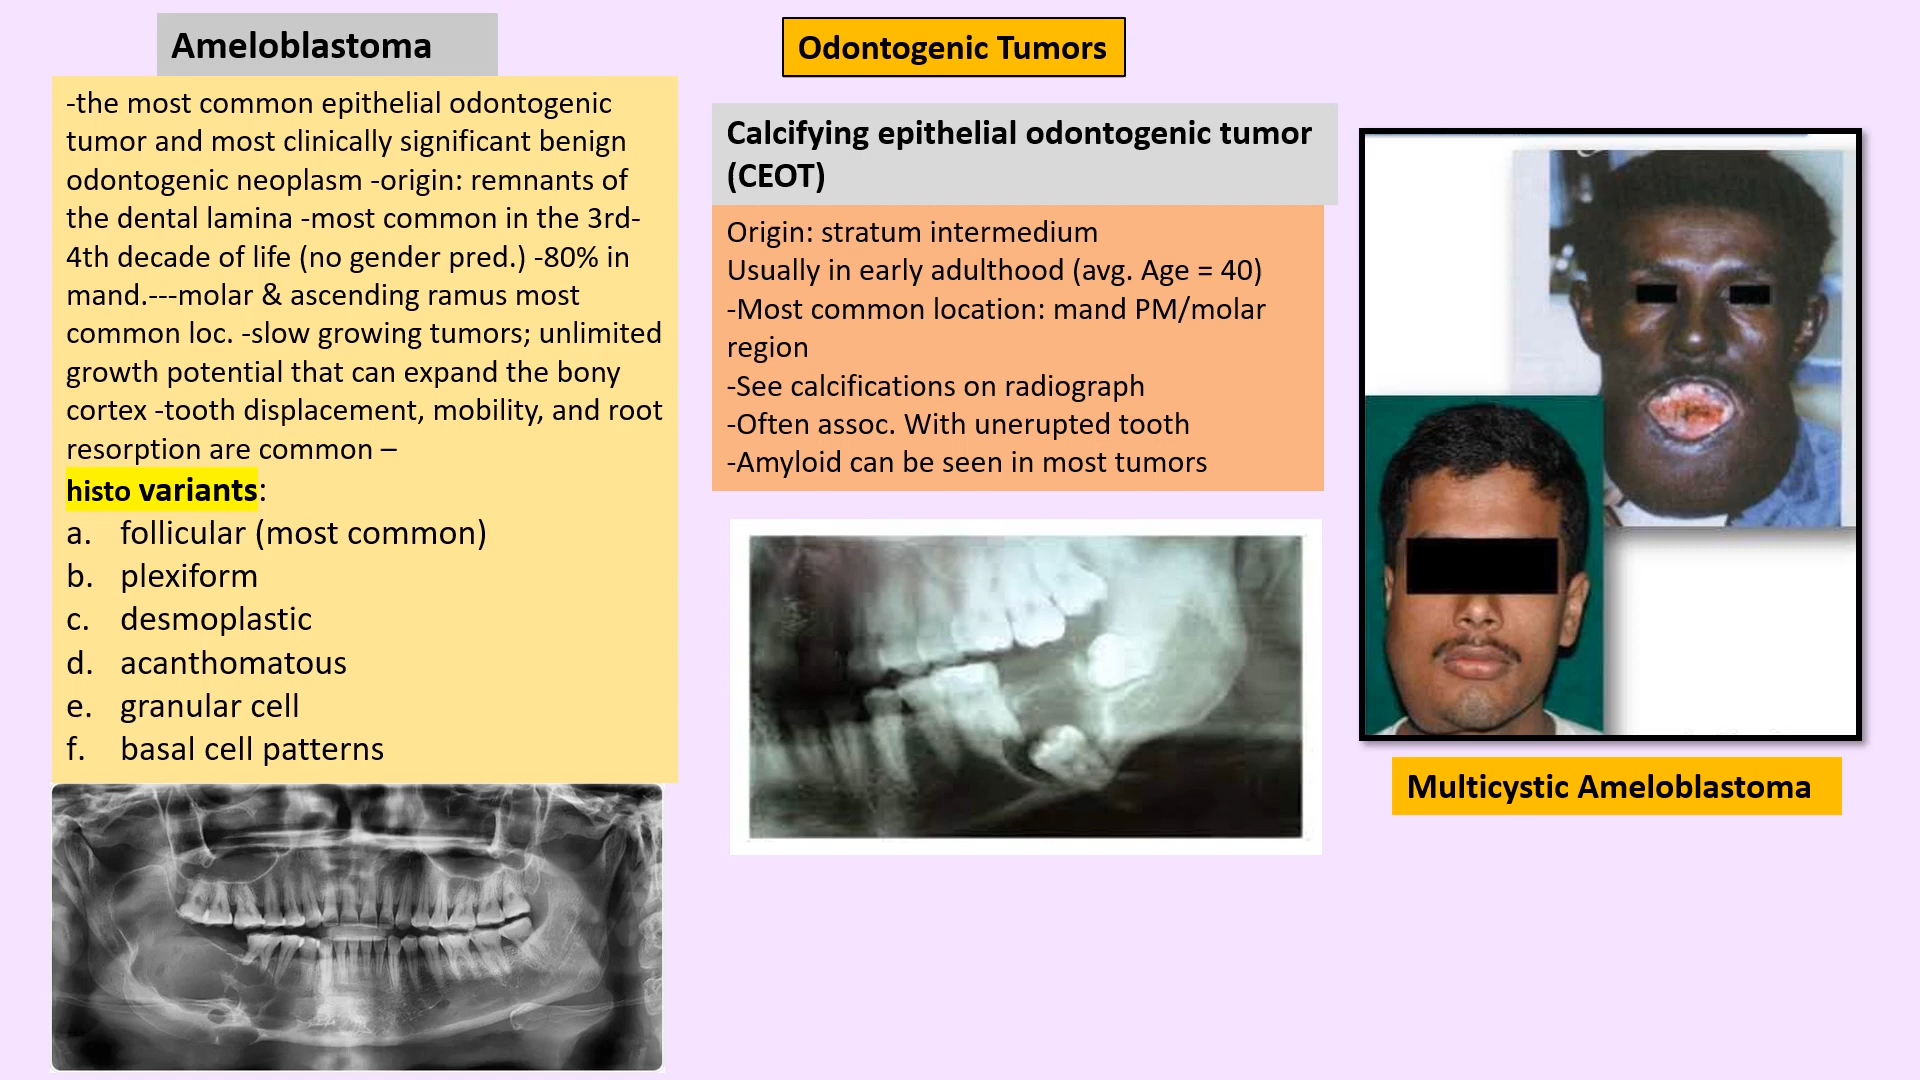 Ameloblastoma
-the most common epithelial odontogenic
tumor and most clinically significant benign
odontogenic neoplasm -origin: remnants of
the dental lamina -most common in the 3rd-
4th decade of life (no gender pred.) -80% in
mand.---molar & ascending ramus most
common loc. -slow growing tumors; unlimited
growth potential that can expand the bony
cortex -tooth displacement, mobility, and root
resorption are common –
histo variants:
a. follicular (most common)
b. plexiform
c. desmoplastic
d. acanthomatous
e. granular cell
f. basal cell patterns
Odontogenic Tumors
Calcifying epithelial odontogenic tumor
(CEOT)
Origin: stratum intermedium
Usually in early adulthood (avg. Age = 40)
-Most common location: mand PM/molar
region
-See calcifications on radiograph
-Often assoc. With unerupted tooth
-Amyloid can be seen in most tumors
Multicystic Ameloblastoma